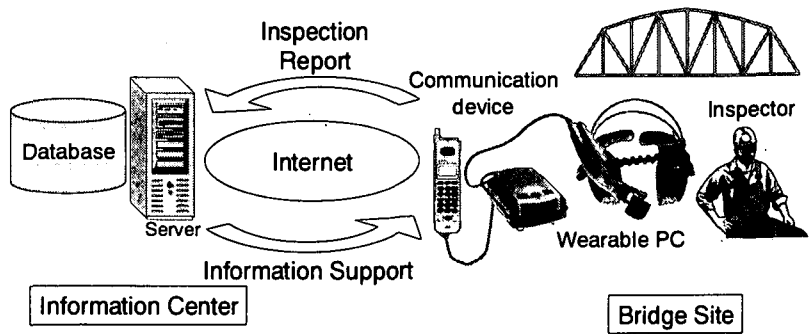 Inspection
Report
Communication
device
Inspector
Database
Internet
Server
Wearable PC
Information Support
Information Center
Bridge Site